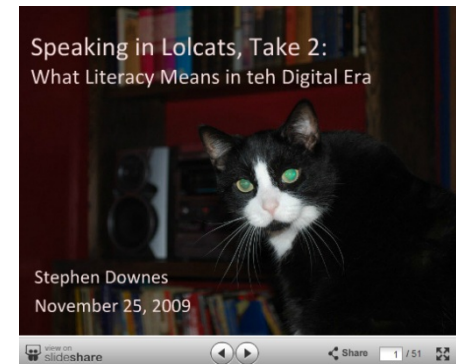 Speaking in Lolcats, Take 2:
What Literacy Means in teh Digital Era
Stephen Downes
November 25, 2009
view on
slideshare
Share
1 / 51